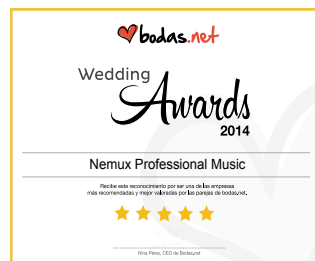 bodas.net
Wedding
Awards
2014
Nemux Professional Music
Recibe este reconocimiento por ser una de las empresas
más recomendadas y mejor valoradas por las parejas de bodas.net.
Nina Pérez, CEO de Bodas.net